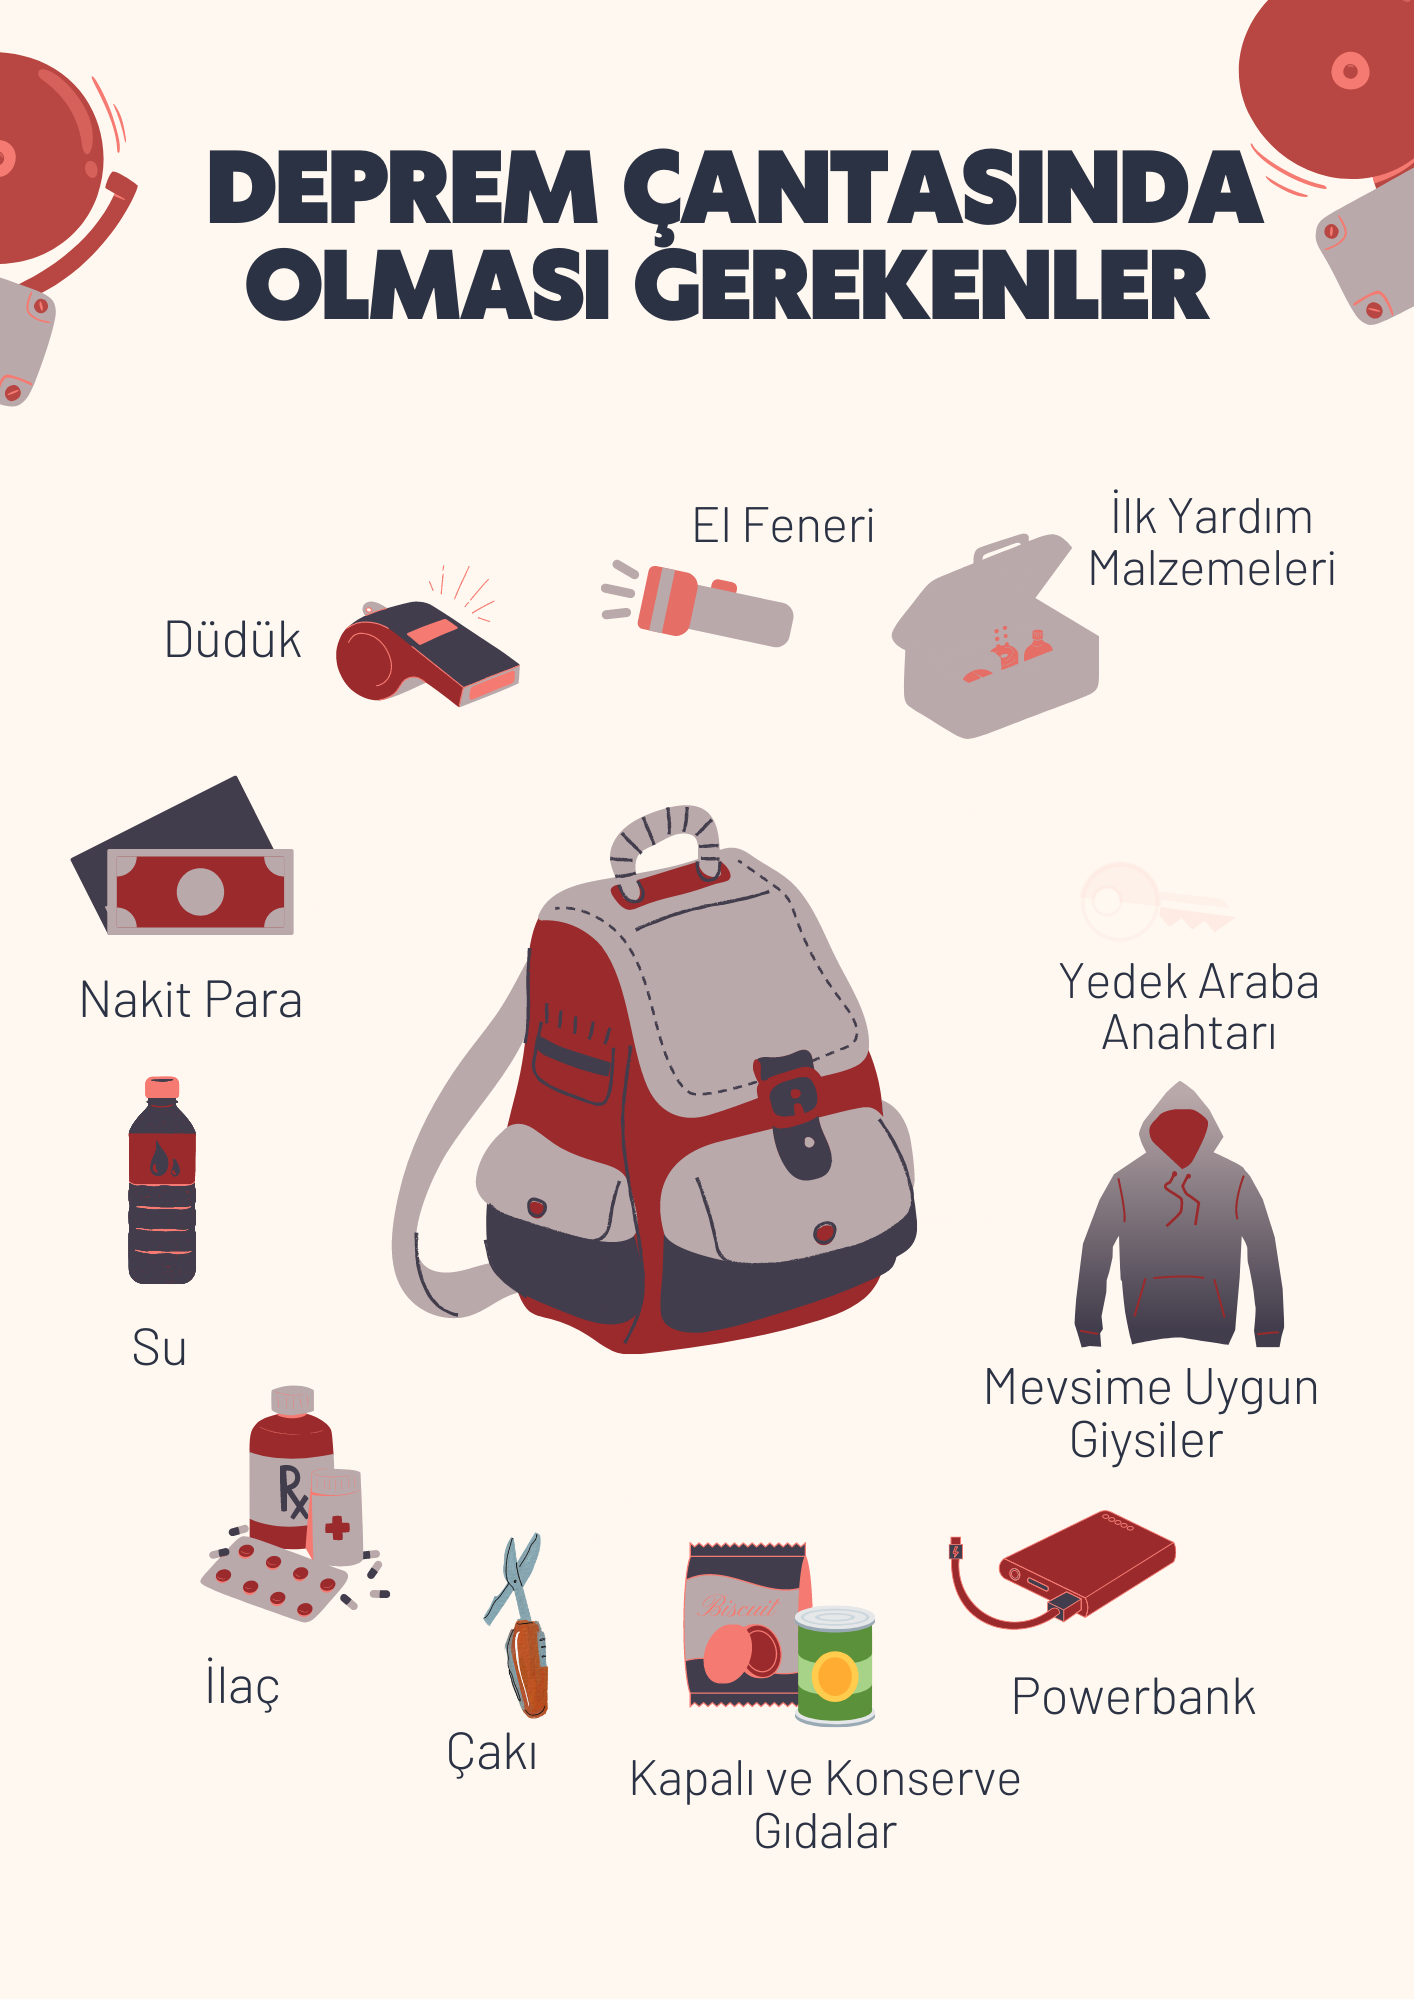 DEPREM ÇANTASINDA
OLMASI GEREKENLER
El Feneri
İlk Yardım
Malzemeleri
Düdük
Nakit Para
Yedek Araba
Anahtarı
Su
Mevsime Uygun
Giysiler
Rx
Biscuit
İlaç
Çakı
Powerbank
Kapalı ve Konserve
Gıdalar